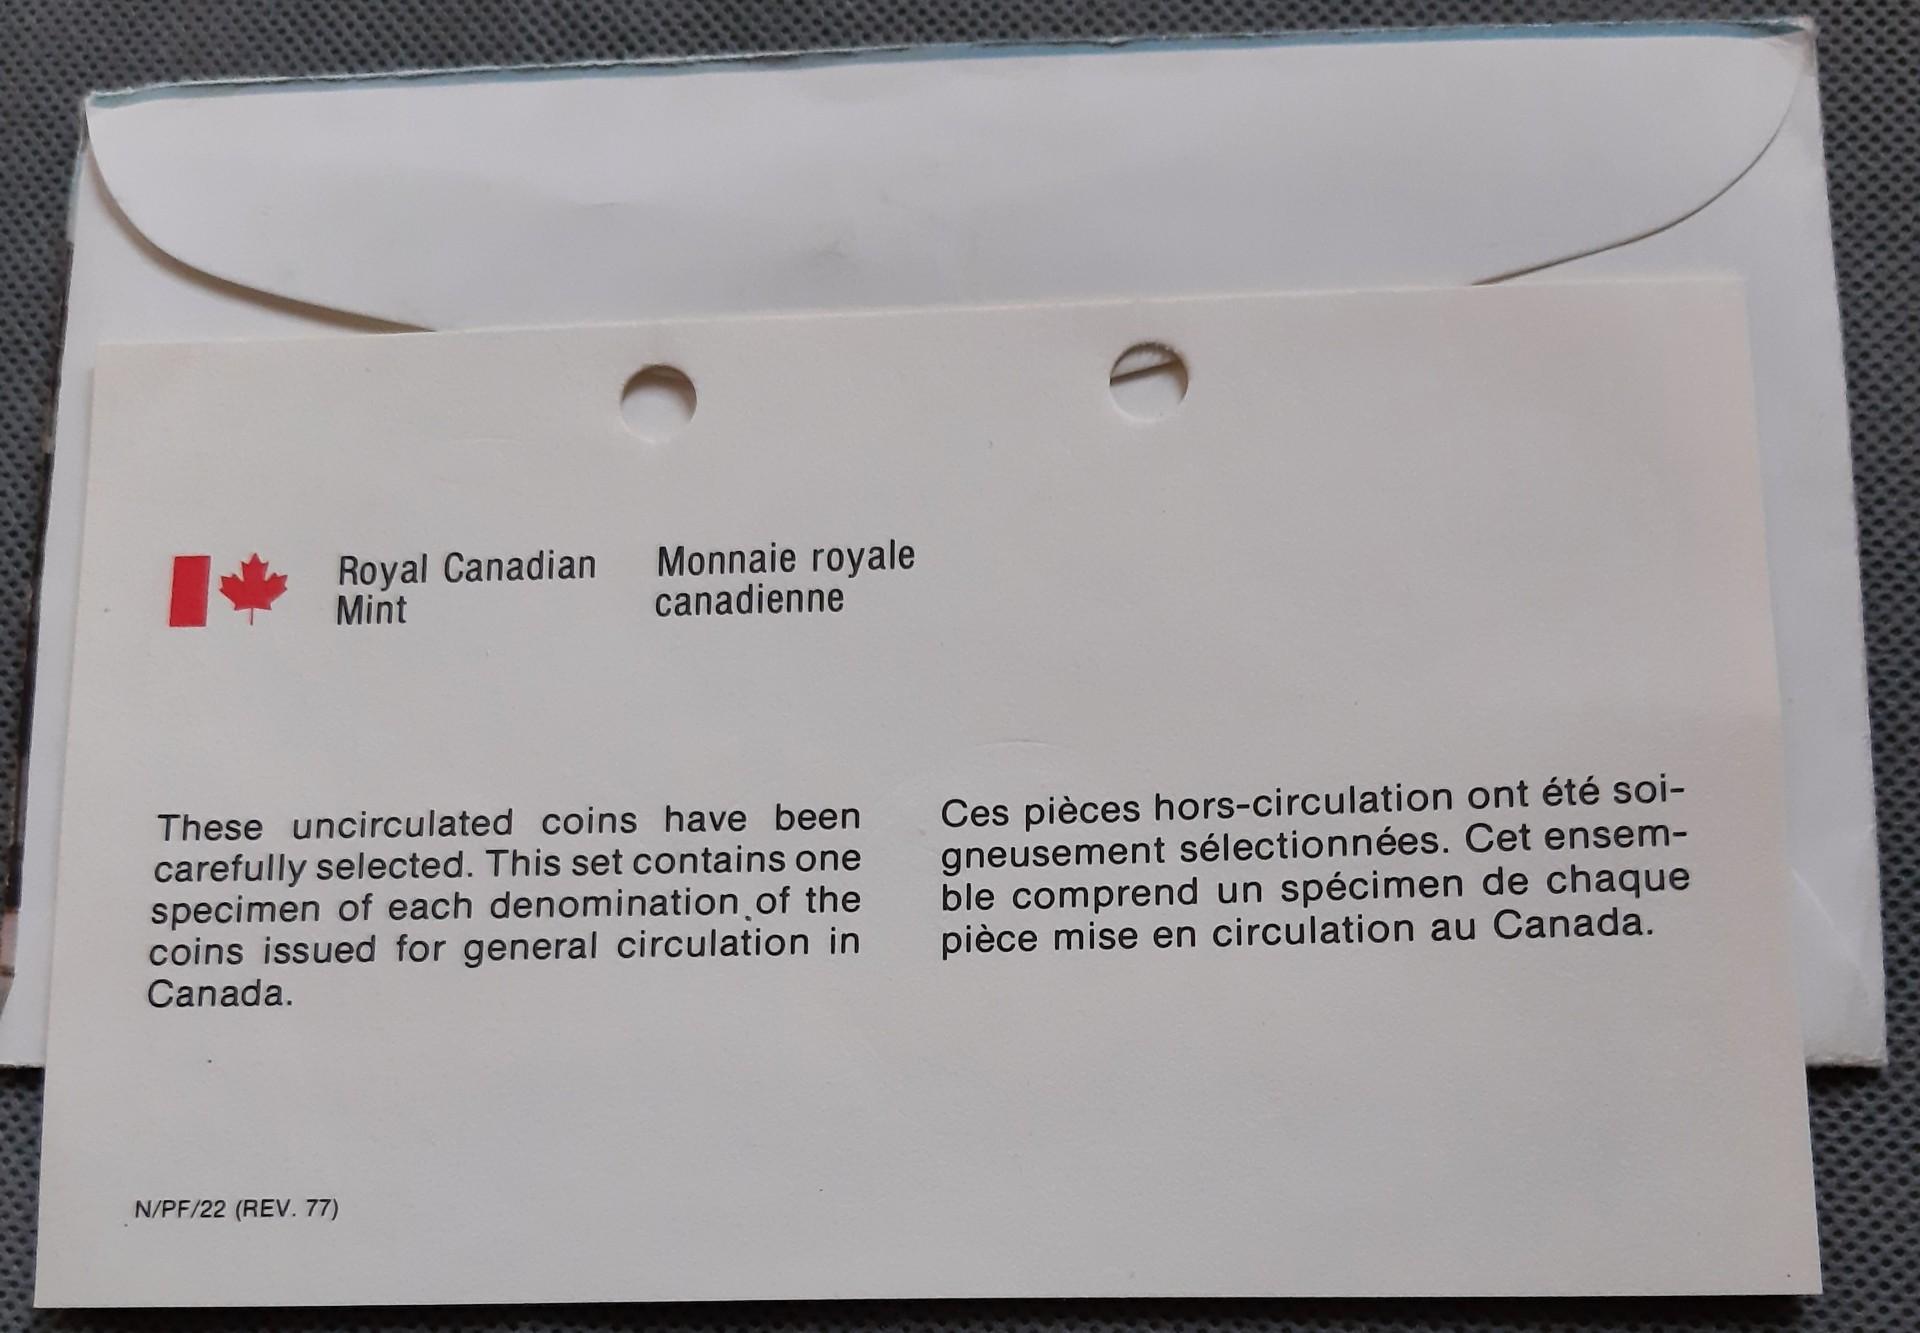 Royal Canadian
Mint
Monnaie royale
canadienne
These uncirculated coins have been
carefully selected. This set contains one
specimen of each denomination of the
coins issued for general circulation in
Canada.
Ces pièces hors-circulation ont été soi-
gneusement sélectionnées. Cet ensem-
ble comprend un spécimen de chaque
pièce mise en circulation au Canada.
N/PF/22 (REV. 77)